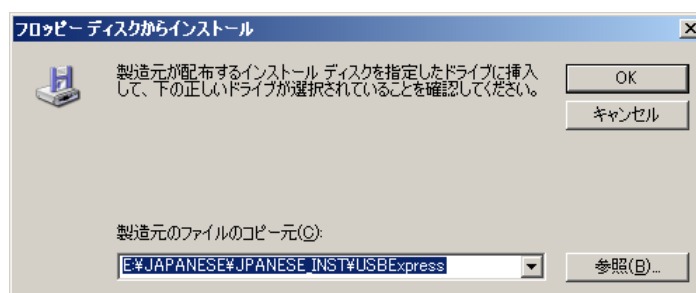 フロッピー ディスクからインストール
製造元が配布するインストール ディスクを指定したドライブに挿入
して、下の正しいドライブが選択されていることを確認してください。
OK
キャンセル
製造元のファイルのコピー元(C):
E:¥JAPANESE¥JPANESE_INST¥USBExpress
参照(B)...